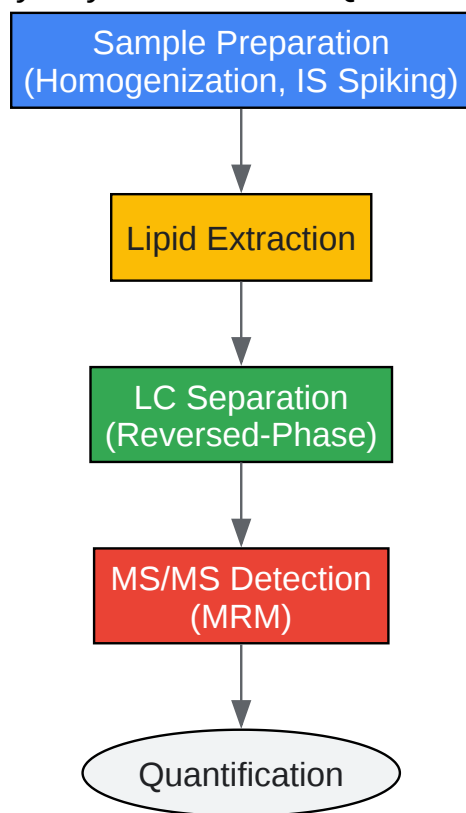 Sample Preparation
(Homogenization, IS Spiking)
Lipid Extraction
LC Separation
(Reversed-Phase)
MS/MS Detection
(MRM)
Quantification